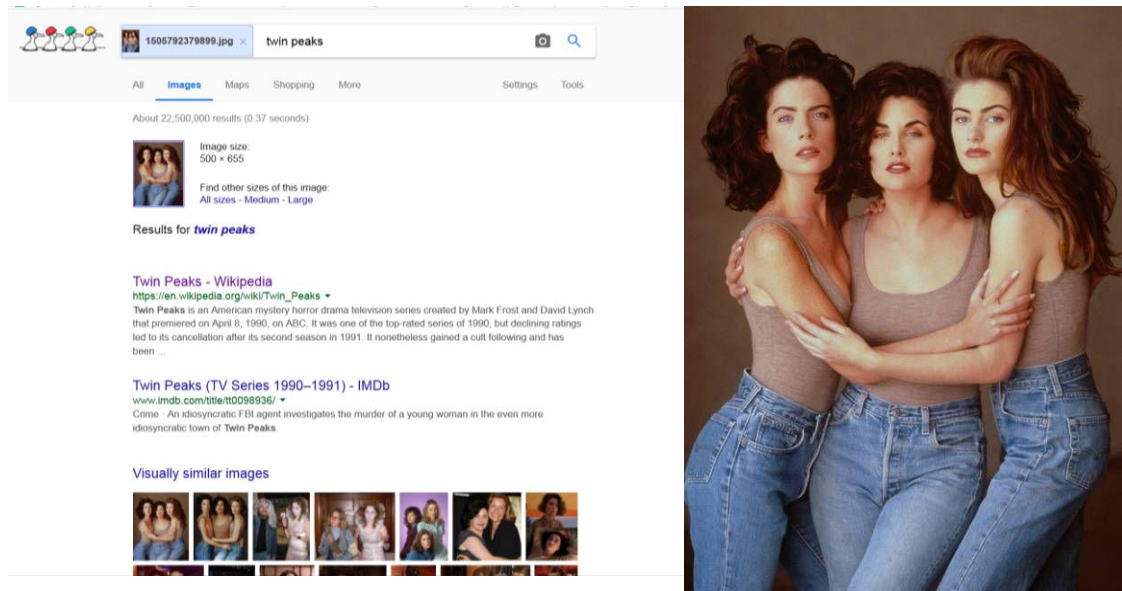 1505792379899.jpg × twin peaks
All Images Maps Shopping More Settings Tools
About 22,500,000 results (0.37 seconds)
Image size:
500 × 655
Find other sizes of this image:
All sizes - Medium - Large
Results for twin peaks
Twin Peaks - Wikipedia
https://en.wikipedia.org/wiki/Twin_Peaks
Twin Peaks is an American mystery horror drama television series created by Mark Frost and David Lynch
that premiered on April 8, 1990, on ABC. It was one of the top-rated series of 1990, but declining ratings
led to its cancellation after its second season in 1991. It nonetheless gained a cult following and has
been ...
Twin Peaks (TV Series 1990–1991) - IMDb
www.imdb.com/title/tt0098936/
Crime · An idiosyncratic FBI agent investigates the murder of a young woman in the even more
idiosyncratic town of Twin Peaks.
Visually similar images